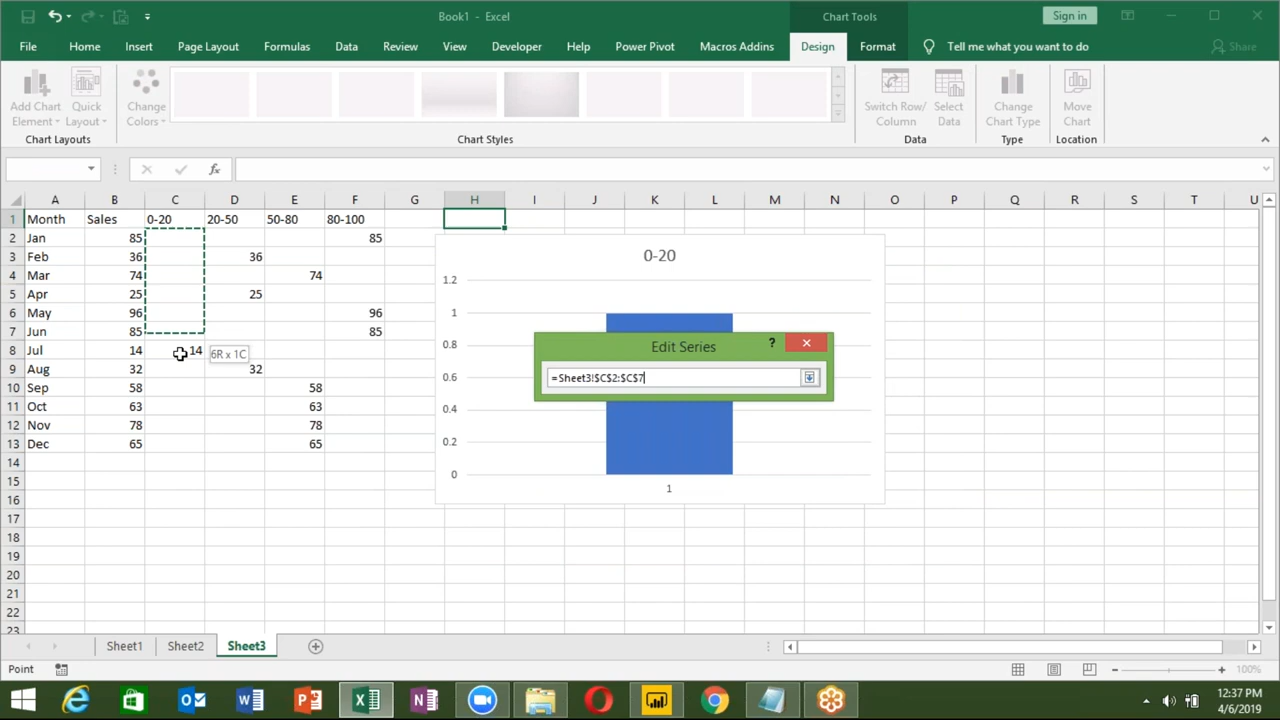 Book1 - Excel
Chart Tools
Sign in
File Home Insert Page Layout Formulas Data Review View Developer Help Power Pivot Macros Addins Design Format Tell me what you want to do Share
Add Chart Element
Quick Layout
Change Colors
Switch Row/ Column
Select Data
Change Chart Type
Move Chart
Chart Layouts Chart Styles Data Type Location
fx
A B C D E F G H I J K L M N O P Q R S T U
1 Month Sales 0-20 20-50 50-80 80-100
2 Jan 85 85
3 Feb 36 36
4 Mar 74 74
5 Apr 25 25
6 May 96 96
7 Jun 85 85
8 Jul 14 14
9 Aug 32 32
10 Sep 58 58
11 Oct 63 63
12 Nov 78 78
13 Dec 65 65
14
15
16
17
18
19
20
21
22
23
6R x 1C
0-20
1.2
1
0.8
0.6
0.4
0.2
0
1
Edit Series
?
=Sheet3!$C$2:$C$7
Sheet1 Sheet2 Sheet3
Point
100%
12:37 PM
4/6/2019